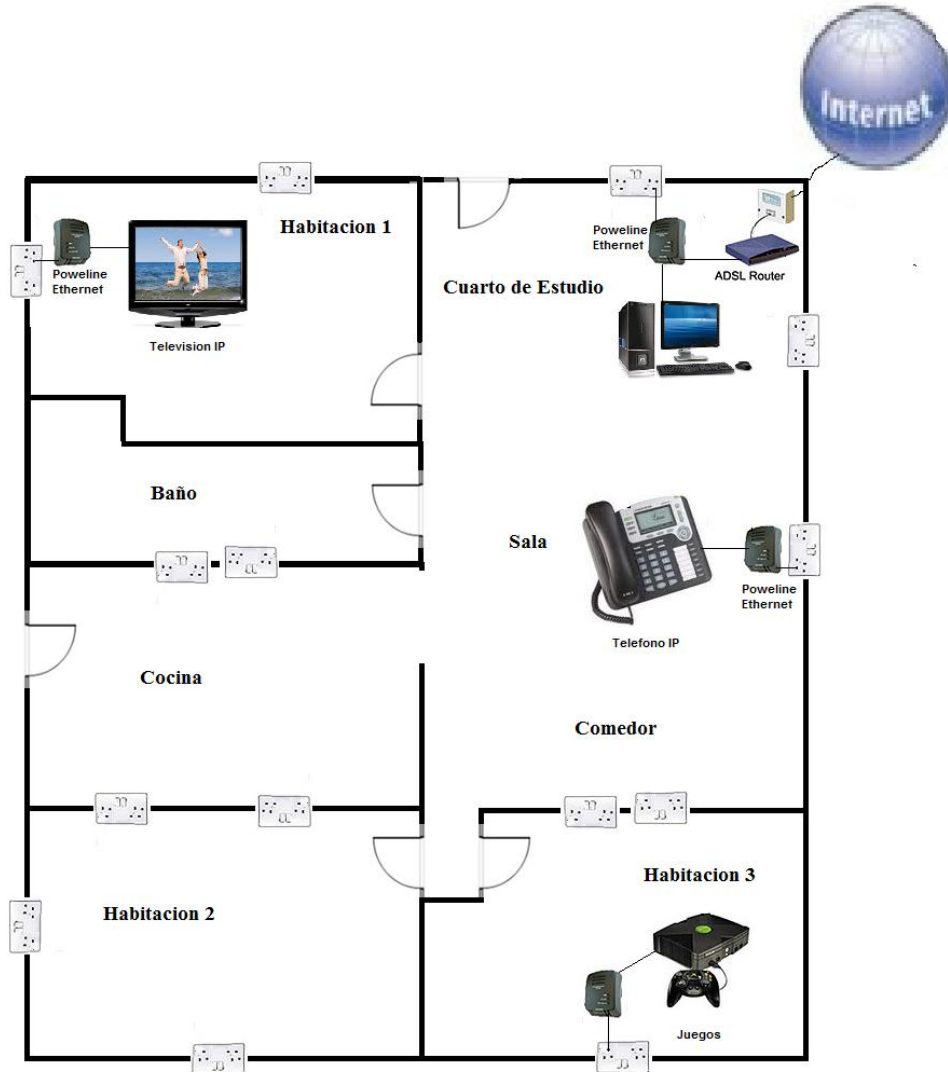 Internet
Habitacion 1
Poweline
Ethernet
Television IP
Cuarto de Estudio
Poweline
Ethernet
ADSL Router
Baño
Sala
Poweline
Ethernet
Telefono IP
Cocina
Comedor
Habitacion 2
Habitacion 3
Juegos